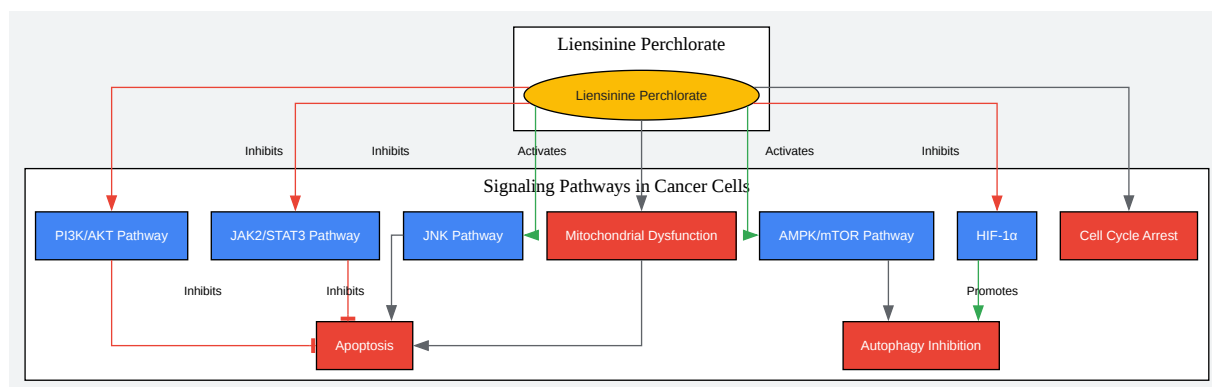 Liensinine Perchlorate
Liensinine Perchlorate
Inhibits
Inhibits
Activates
Activates
Inhibits
Signaling Pathways in Cancer Cells
PI3K/AKT Pathway
JAK2/STAT3 Pathway
JNK Pathway
Mitochondrial Dysfunction
AMPK/mTOR Pathway
HIF-1α
Cell Cycle Arrest
Inhibits
Inhibits
Promotes
Apoptosis
Autophagy Inhibition